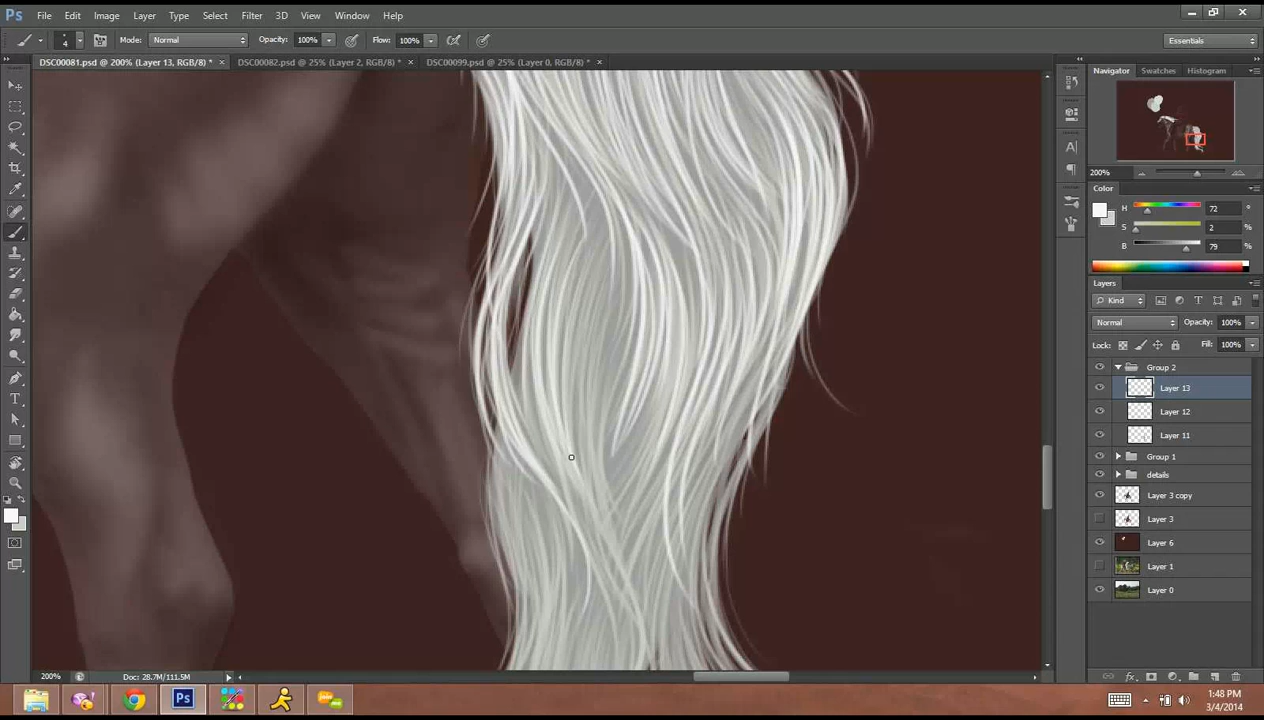 Ps File Edit Image Layer Type Select Filter 3D View Window Help
4 Mode: Normal Opacity: 100% Flow: 100% Essentials
DSC00081.psd @ 200% (Layer 13, RGB/8) * × DSC00082.psd @ 25% (Layer 2, RGB/8) * × DSC00099.psd @ 25% (Layer 0, RGB/8) * ×
Navigator Swatches Histogram
200%
Color
H 72 °
S 2 %
B 79 %
Layers
Kind
Normal Opacity: 100%
Lock: Fill: 100%
Group 2
Layer 13
Layer 12
Layer 11
Group 1
details
Layer 3 copy
Layer 3
Layer 6
Layer 1
Layer 0
200% Doc: 28.7M/111.5M
Ps
1:48 PM
3/4/2014